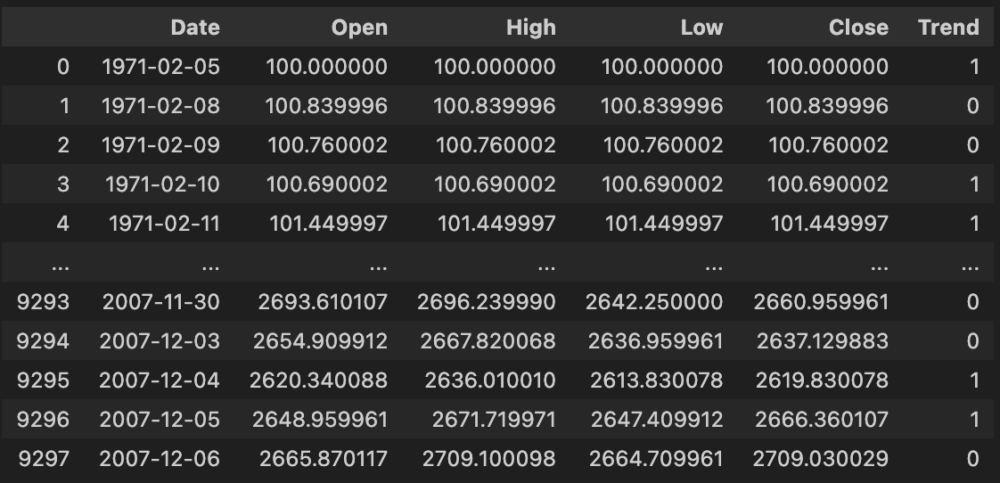 Date Open High Low Close Trend
0 1971-02-05 100.000000 100.000000 100.000000 100.000000 1
1 1971-02-08 100.839996 100.839996 100.839996 100.839996 0
2 1971-02-09 100.760002 100.760002 100.760002 100.760002 0
3 1971-02-10 100.690002 100.690002 100.690002 100.690002 1
4 1971-02-11 101.449997 101.449997 101.449997 101.449997 1
... ... ... ... ... ... ...
9293 2007-11-30 2693.610107 2696.239990 2642.250000 2660.959961 0
9294 2007-12-03 2654.909912 2667.820068 2636.959961 2637.129883 0
9295 2007-12-04 2620.340088 2636.010010 2613.830078 2619.830078 1
9296 2007-12-05 2648.959961 2671.719971 2647.409912 2666.360107 1
9297 2007-12-06 2665.870117 2709.100098 2664.709961 2709.030029 0